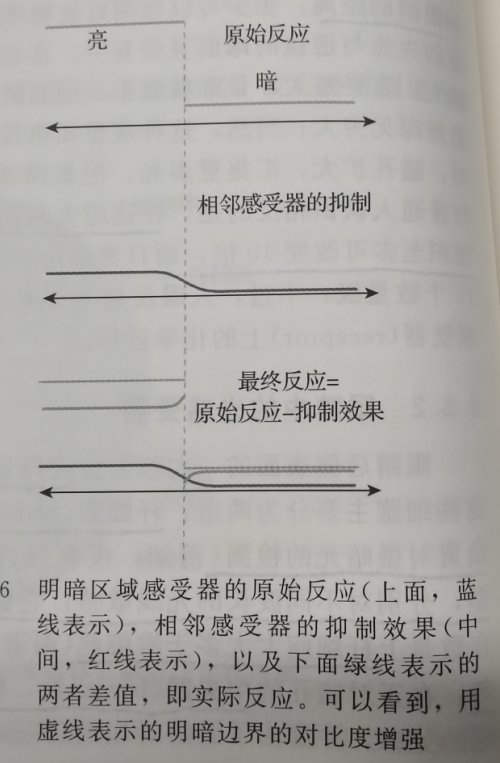 亮
原始反应
暗
相邻感受器的抑制
最终反应=
原始反应-抑制效果
6 明暗区域感受器的原始反应(上面，蓝
线表示)，相邻感受器的抑制效果(中
间，红线表示)，以及下面绿线表示的
两者差值，即实际反应。可以看到，用
虚线表示的明暗边界的对比度增强